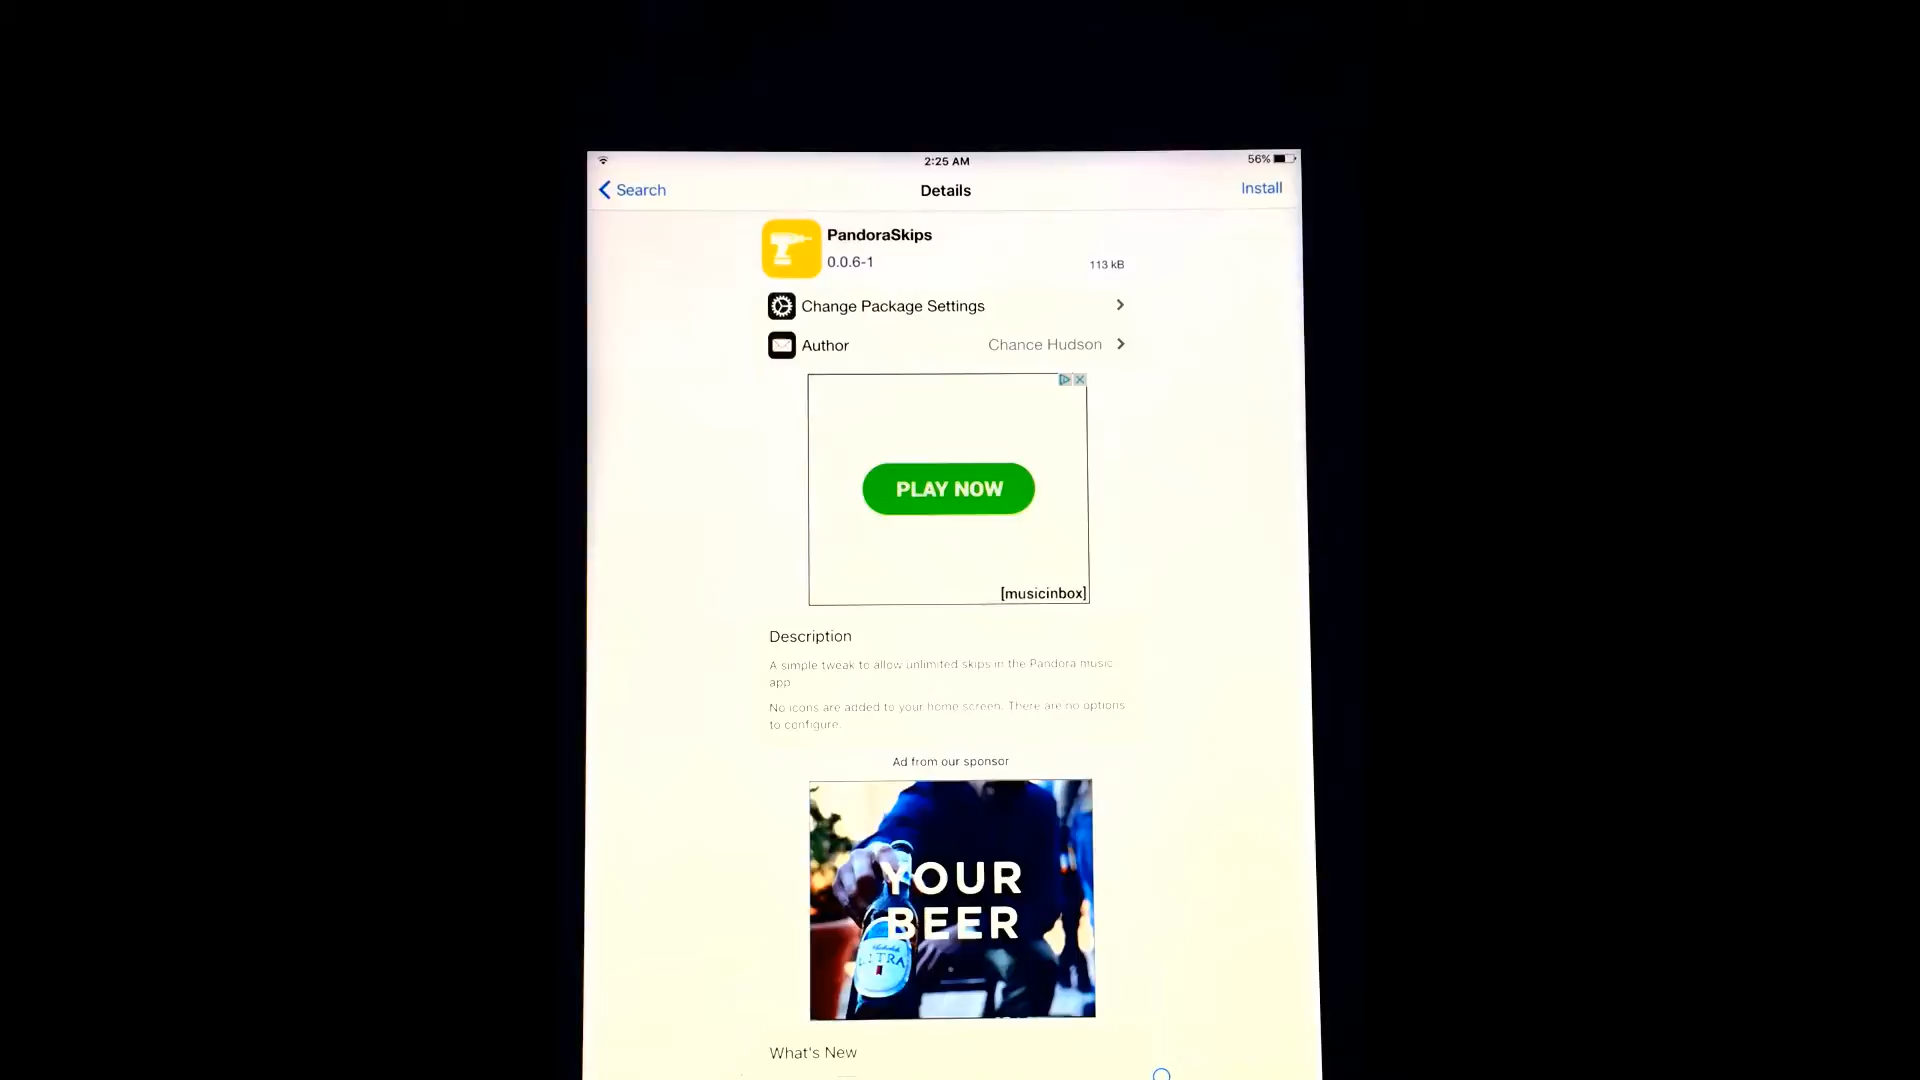 2:25 AM
56%
Search
Details
Install
PandoraSkips
0.0.6-1
113 kB
Change Package Settings
Author
Chance Hudson
PLAY NOW
[musicinbox]
Description
A simple tweak to allow unlimited skips in the Pandora music
app.
No icons are added to your home screen. There are no options
to configure.
Ad from our sponsor
YOUR
BEER
ULTRA
What's New